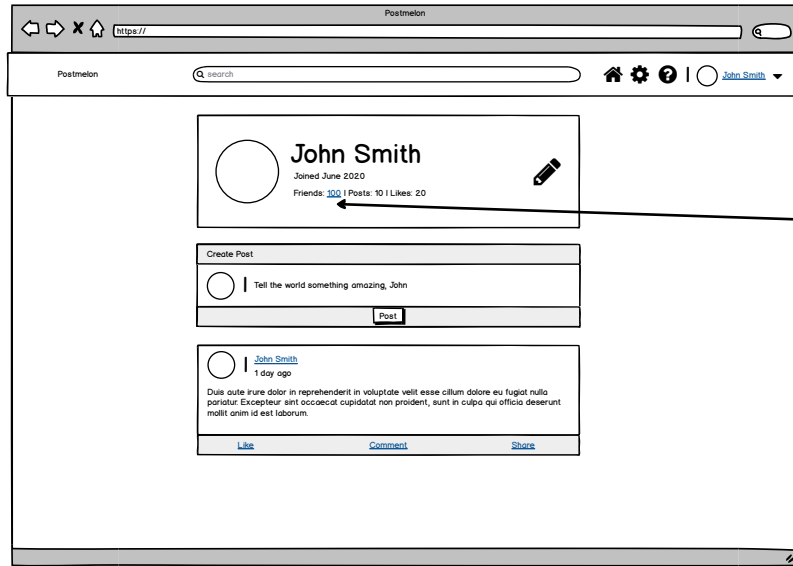 Postmelon
https://
Postmelon
search
John Smith
John Smith
Joined June 2020
Friends: 100 | Posts: 10 | Likes: 20
Create Post
Tell the world something amazing, John
Post
John Smith
1 day ago
Duis aute irure dolor in reprehenderit in voluptate velit esse cillum dolore eu fugiat nulla
pariatur. Excepteur sint occaecat cupidatat non proident, sunt in culpa qui officia deserunt
mollit anim id est laborum.
Like Comment Share